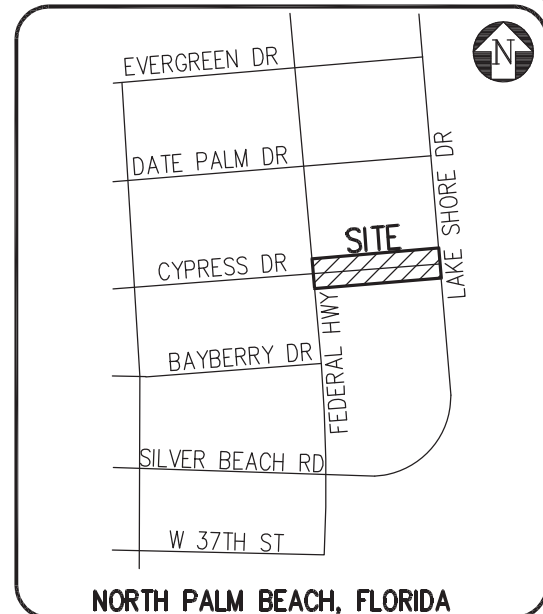 N
EVERGREEN DR
DATE PALM DR
LAKE SHORE DR
SITE
CYPRESS DR
FEDERAL HWY
BAYBERRY DR
SILVER BEACH RD
W 37TH ST
NORTH PALM BEACH, FLORIDA